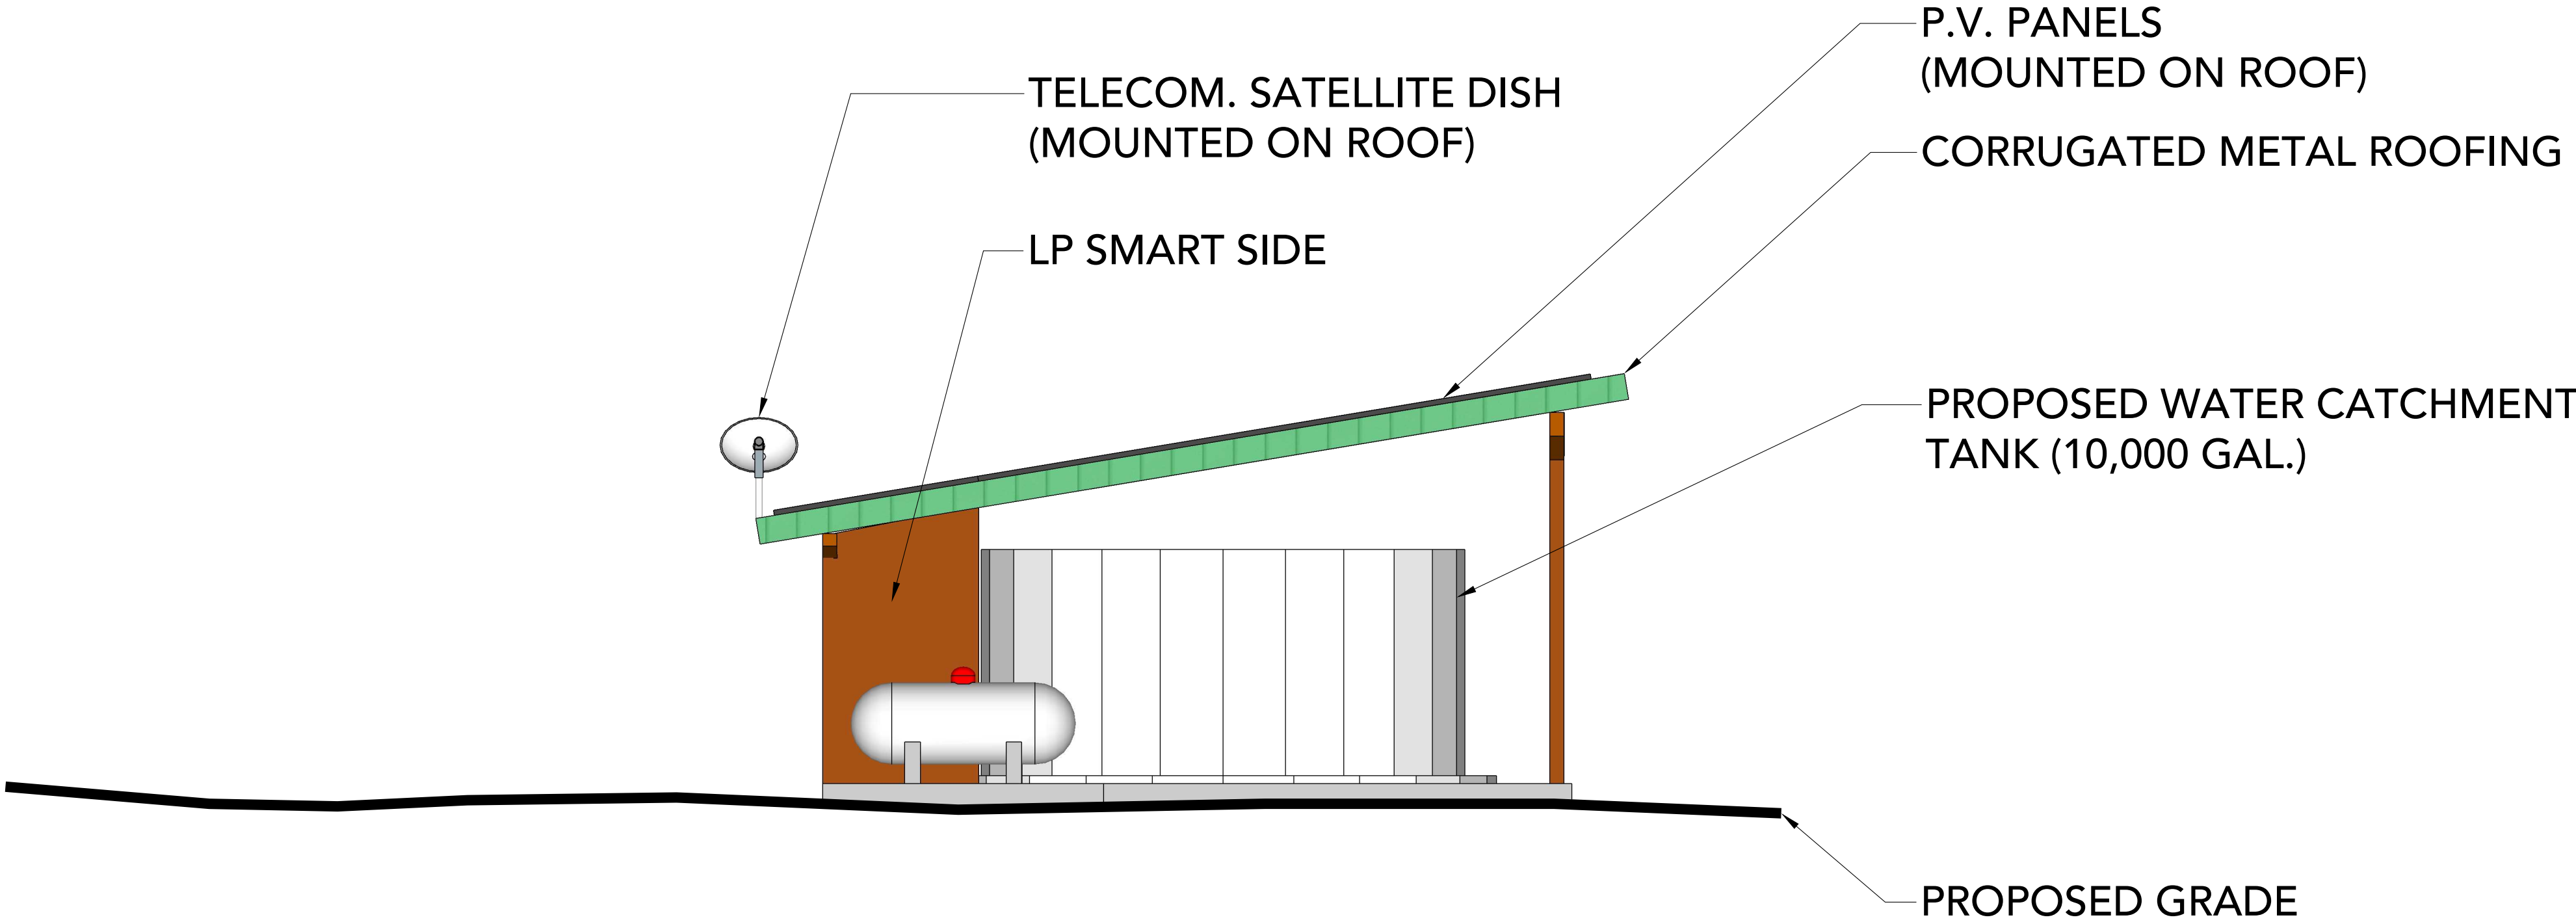 P.V. PANELS
(MOUNTED ON ROOF)
TELECOM. SATELLITE DISH
(MOUNTED ON ROOF)
CORRUGATED METAL ROOFING
LP SMART SIDE
PROPOSED WATER CATCHMENT
TANK (10,000 GAL.)
PROPOSED GRADE